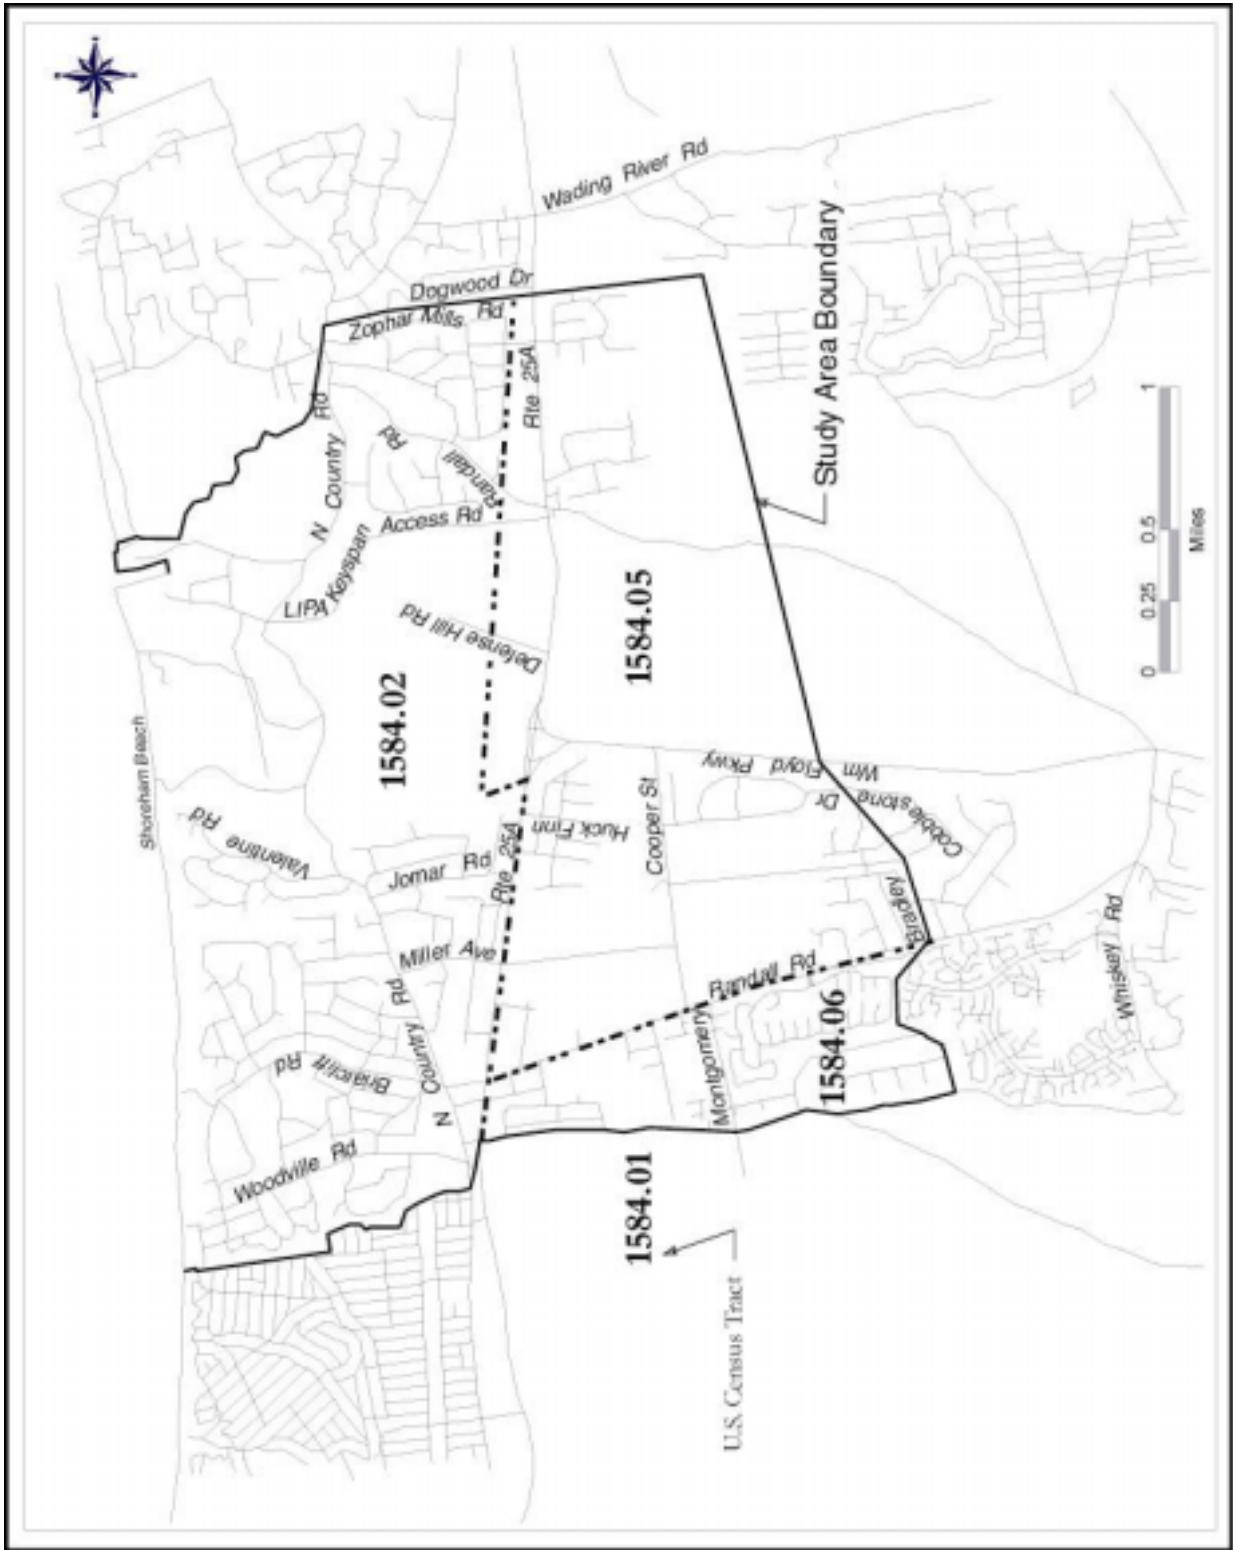 Shoreham Beach
Valentine Rd
Woodville Rd
Briarcliff Rd
N Country Rd
Millet Ave
Jomar Rd
Rte 25A
1584.02
LIPA Keyspan
Access Rd
N Country Rd
Randall Rd
Zophar Mills Rd
Dogwood Dr
Rte 25A
Wading River Rd
Defense Hill Rd
1584.05
Huck Finn
Cooper St
Wm Floyd Pkwy
Cobblestone Dr
Bradley
Randall Rd
Montgomery
1584.06
1584.01
U.S. Census Tract
Study Area Boundary
Whiskey Rd
0 0.25 0.5 1
Miles